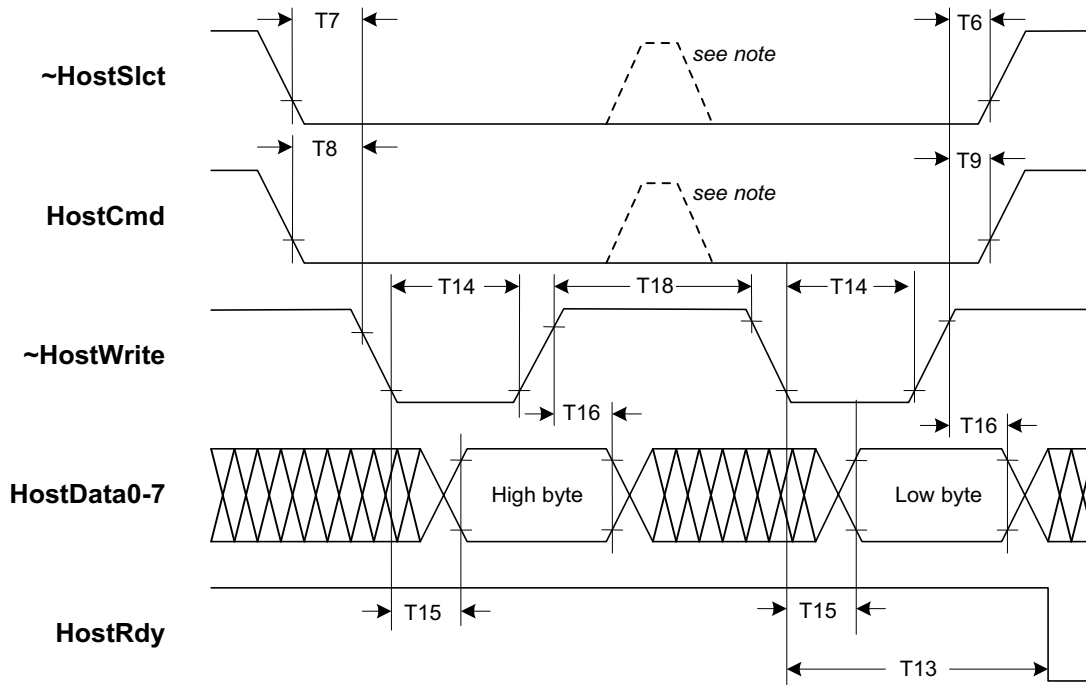 T7
T6
~HostSlct
see note
T8
T9
HostCmd
see note
T14
T18
T14
~HostWrite
T16
T16
HostData0-7
High byte
Low byte
T15
T15
HostRdy
T13